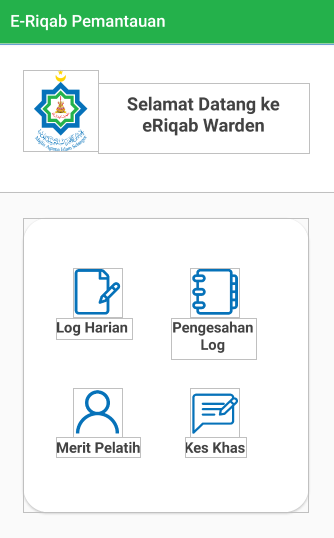 E-Riqab Pemantauan
Selamat Datang ke
eRiqab Warden
Log Harian
Pengesahan
Log
Merit Pelatih
Kes Khas